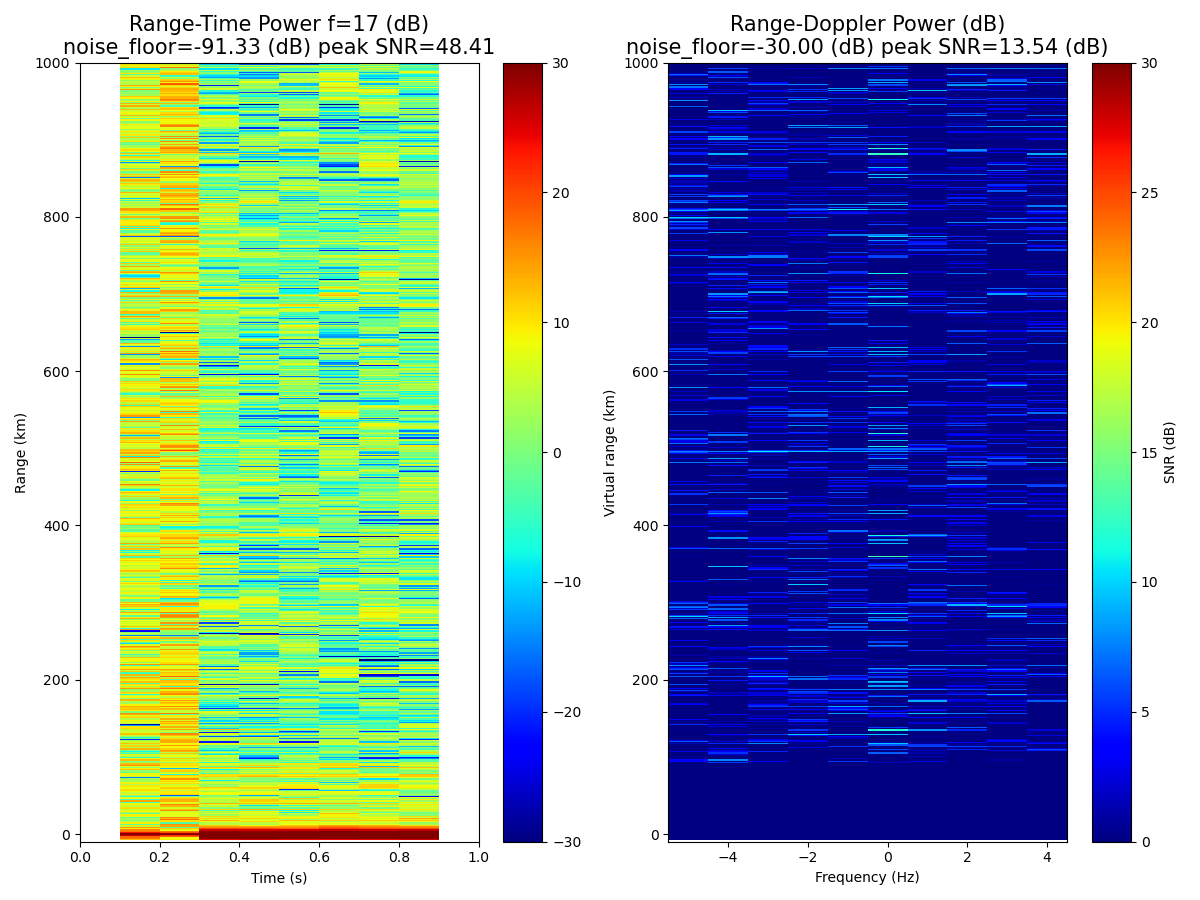 Range-Time Power f=17 (dB)
noise_floor=-91.33 (dB) peak SNR=48.41
Range-Doppler Power (dB)
noise_floor=-30.00 (dB) peak SNR=13.54 (dB)
Range (km)
1000
800
600
400
200
0
0.0 0.2 0.4 0.6 0.8 1.0
Time (s)
30
20
10
0
−10
−20
−30
Virtual range (km)
1000
800
600
400
200
0
−4 −2 0 2 4
Frequency (Hz)
30
25
20
15
10
5
0
SNR (dB)